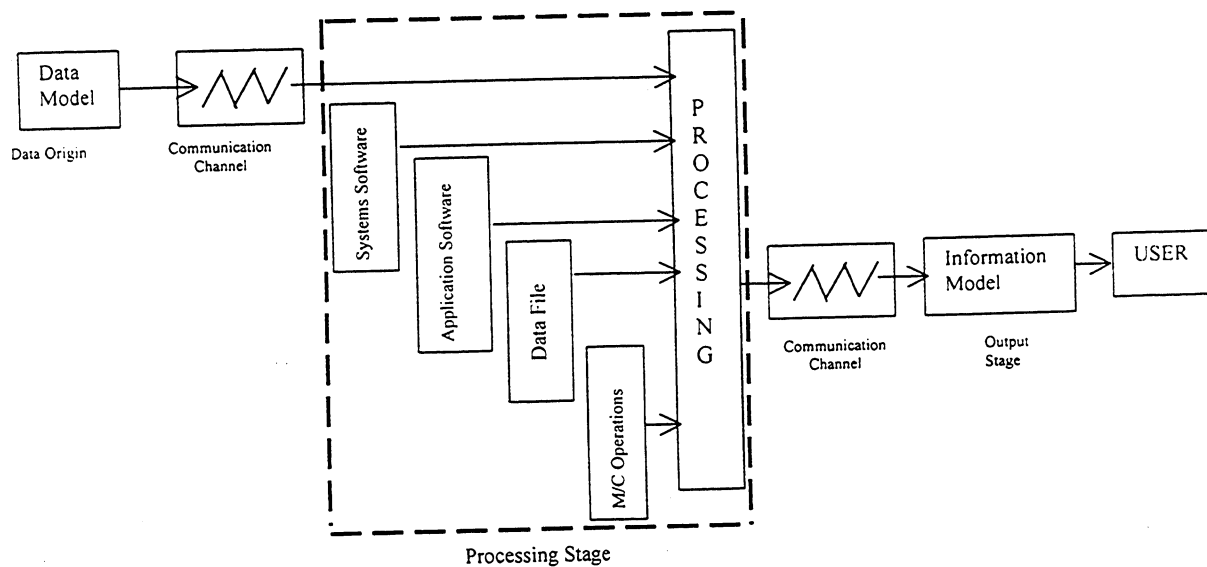 Data
Model
Data Origin
Communication
Channel
Systems Software
Application Software
Data File
M/C Operations
PROCESSING
Processing Stage
Communication
Channel
Information
Model
Output
Stage
USER